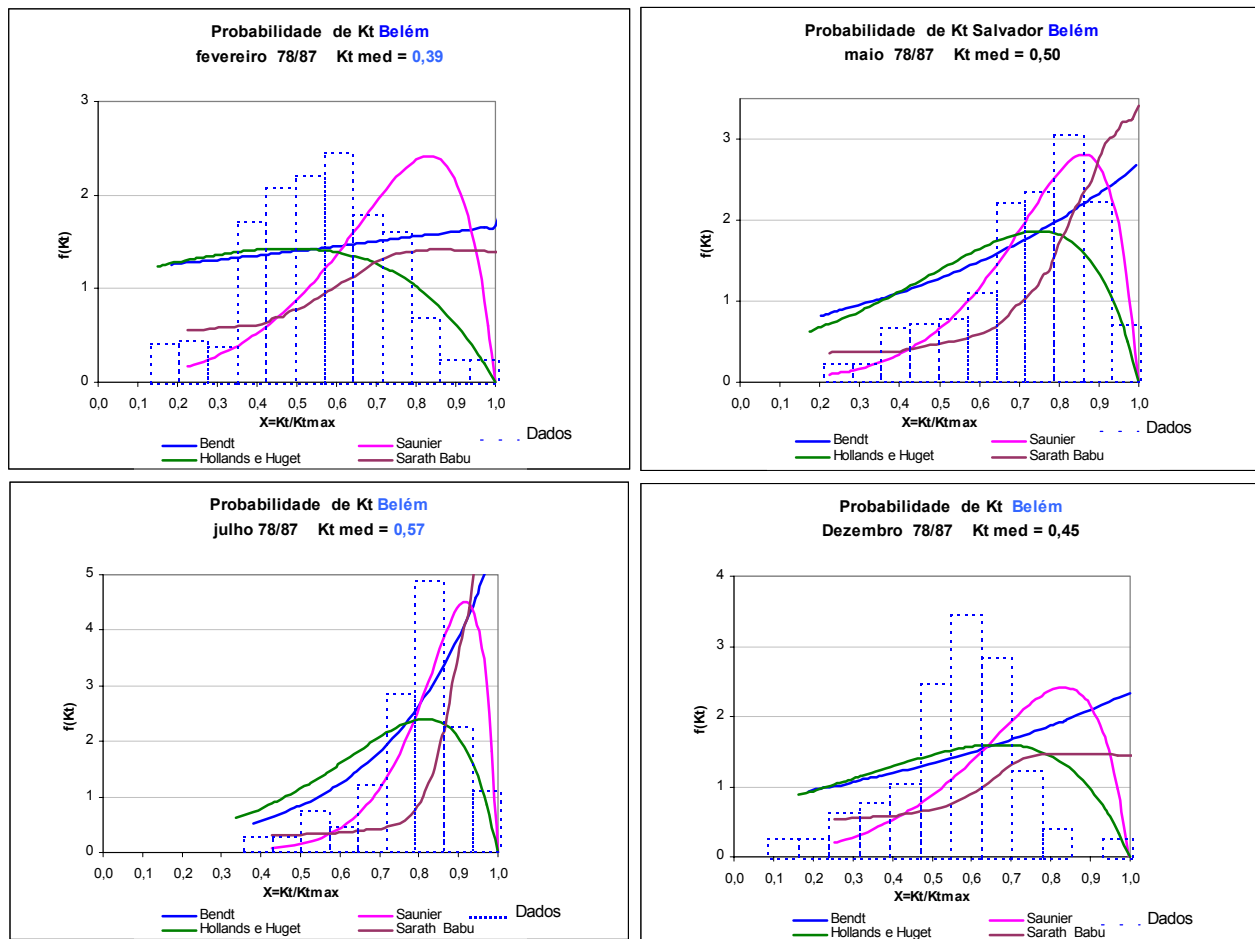 Probabilidade de Kt Belém
fevereiro 78/87 Kt med = 0,39
f(Kt)
3
2
1
0
0,0 0,1 0,2 0,3 0,4 0,5 0,6 0,7 0,8 0,9 1,0
X=Kt/Ktmax
Bendt Saunier Dados
Hollands e Huget Sarath Babu
Probabilidade de Kt Salvador Belém
maio 78/87 Kt med = 0,50
f(Kt)
3
2
1
0
0,0 0,1 0,2 0,3 0,4 0,5 0,6 0,7 0,8 0,9 1,0
X=Kt/Ktmax
Bendt Saunier Dados
Hollands e Huget Sarath Babu
Probabilidade de Kt Belém
julho 78/87 Kt med = 0,57
f(Kt)
5
4
3
2
1
0
0,0 0,1 0,2 0,3 0,4 0,5 0,6 0,7 0,8 0,9 1,0
X=Kt/Ktmax
Bendt Saunier Dados
Hollands e Huget Sarath Babu
Probabilidade de Kt Belém
Dezembro 78/87 Kt med = 0,45
f(Kt)
4
3
2
1
0
0,0 0,1 0,2 0,3 0,4 0,5 0,6 0,7 0,8 0,9 1,0
X=Kt/Ktmax
Bendt Saunier Dados
Hollands e Huget Sarath Babu